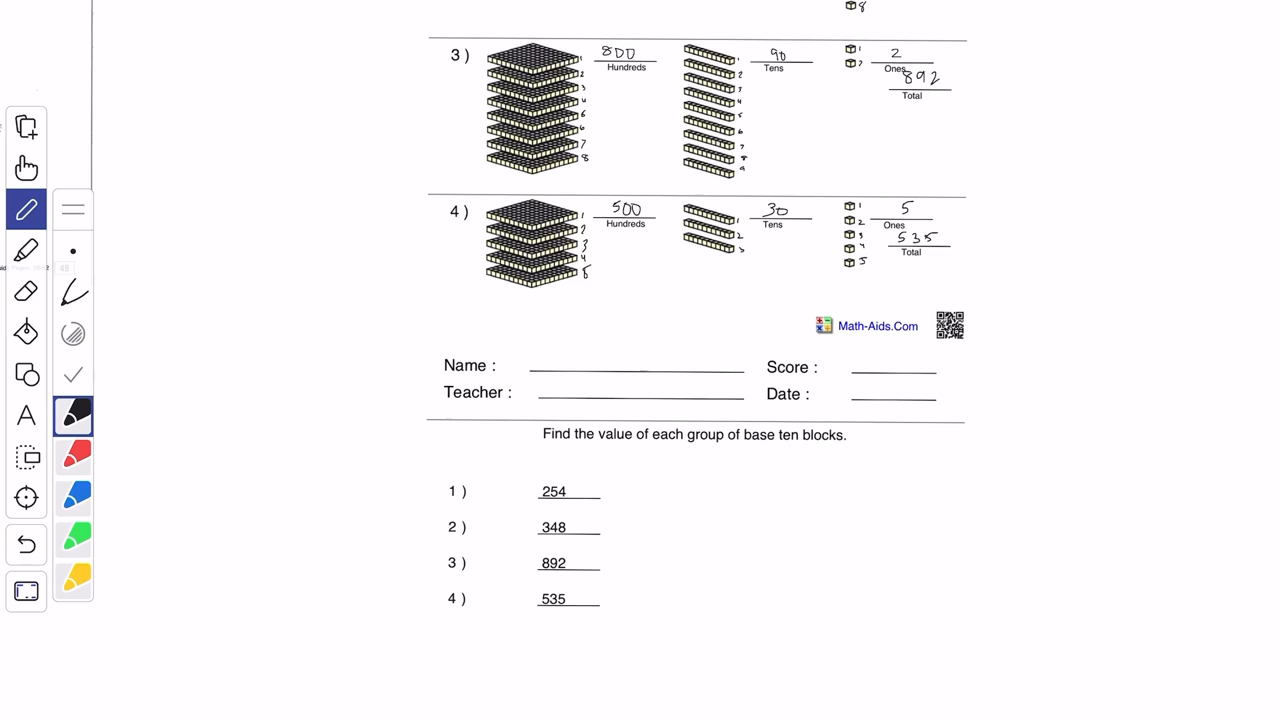 8
3 ) 800 90 1 2
Hundreds 1 Tens 1 2 Ones
2 2 892
3 3 Total
4 4
5 5
6 6
7 7
8 8
9
4 ) 500 30 1 5
Hundreds 1 Tens 1 2 Ones
2 2 3 535
3 3 4 Total
4 5
5
Math-Aids.Com
Name : Score :
Teacher : Date :
Find the value of each group of base ten blocks.
1 ) 254
2 ) 348
3 ) 892
4 ) 535
A